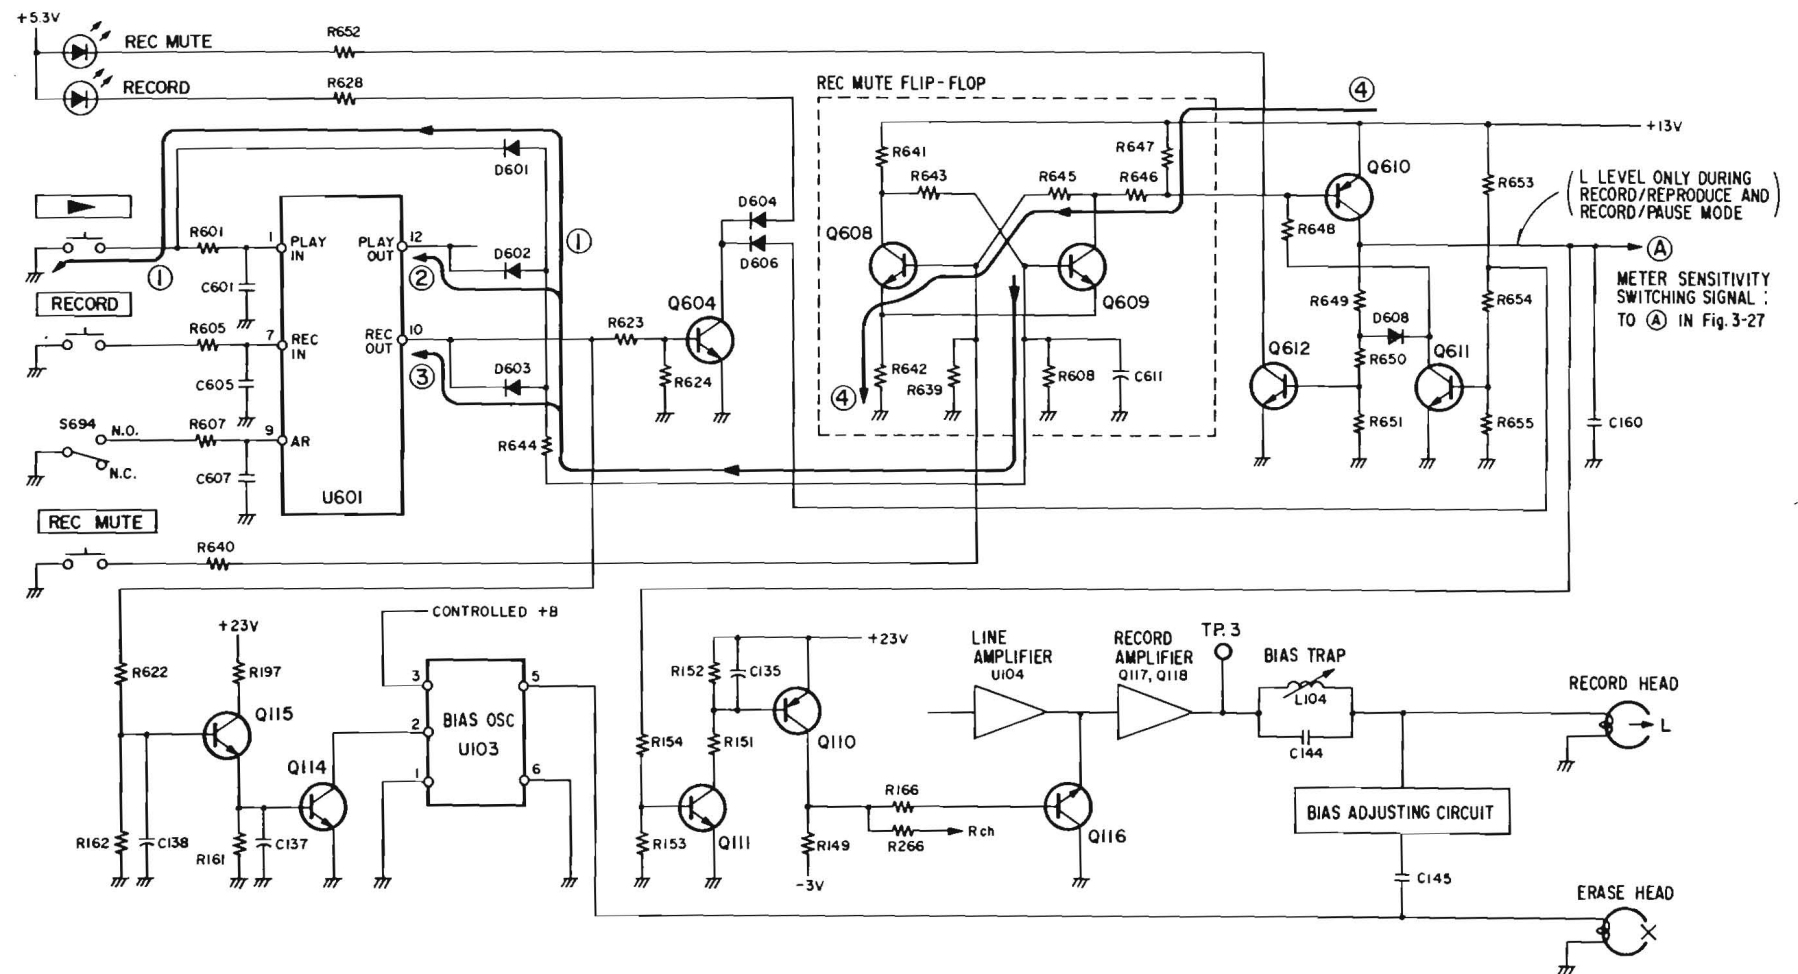 +5.3V
REC MUTE
R652
RECORD
R628
REC MUTE FLIP-FLOP
④
+13V
R641
R643
R645
R647
R646
Q610
R653
( L LEVEL ONLY DURING
RECORD/REPRODUCE AND
RECORD/PAUSE MODE )
D601
R601
1
PLAY
IN
PLAY
OUT
12
D602
①
①
②
D604
D606
Q608
Q609
R648
Ⓐ
METER SENSITIVITY
SWITCHING SIGNAL :
TO Ⓐ IN Fig. 3-27
C601
RECORD
R605
7
REC
IN
REC
OUT
10
Q604
R623
R624
D603
③
R649
D608
R654
Q612
R650
Q611
C605
R642
R639
R608
C611
④
S694
N.O.
N.C.
R607
9
AR
R644
R651
R655
C160
C607
U601
REC MUTE
R640
CONTROLLED +B
+23V
R622
R197
Q115
3
5
BIAS OSC
U103
2
1
6
Q114
R162
C138
R161
C137
+23V
R152
C135
R154
R151
Q110
R153
Q111
R149
-3V
R166
R266
Rch
Q116
LINE
AMPLIFIER
U104
RECORD
AMPLIFIER
Q117, Q118
TP. 3
BIAS TRAP
L104
C144
RECORD HEAD
L
BIAS ADJUSTING CIRCUIT
C145
ERASE HEAD